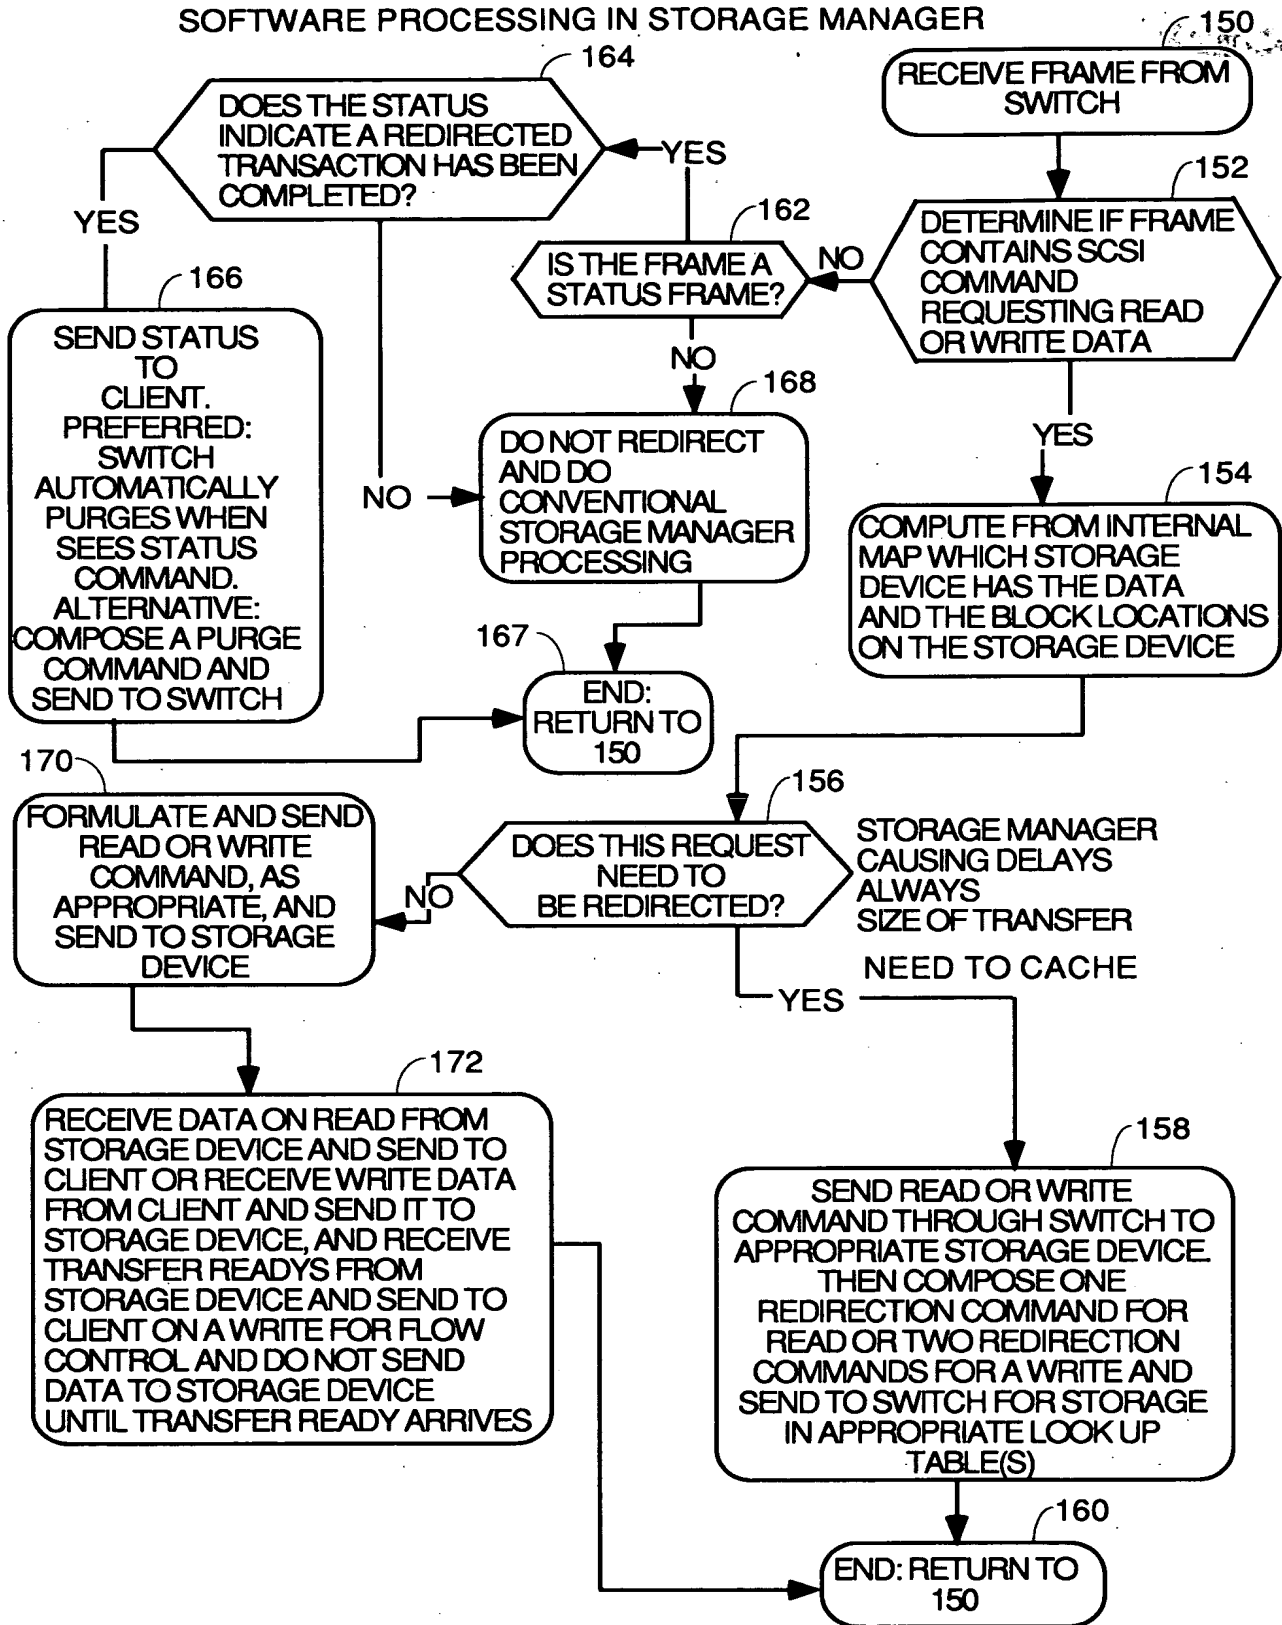 SOFTWARE PROCESSING IN STORAGE MANAGER
150
RECEIVE FRAME FROM
SWITCH
164
DOES THE STATUS
INDICATE A REDIRECTED
TRANSACTION HAS BEEN
COMPLETED?
YES
YES
152
DETERMINE IF FRAME
CONTAINS SCSI
COMMAND
REQUESTING READ
OR WRITE DATA
162
IS THE FRAME A
STATUS FRAME?
NO
NO
YES
166
SEND STATUS
TO
CLIENT.
PREFERRED:
SWITCH
AUTOMATICALLY
PURGES WHEN
SEES STATUS
COMMAND.
ALTERNATIVE:
COMPOSE A PURGE
COMMAND AND
SEND TO SWITCH
NO
168
DO NOT REDIRECT
AND DO
CONVENTIONAL
STORAGE MANAGER
PROCESSING
154
COMPUTE FROM INTERNAL
MAP WHICH STORAGE
DEVICE HAS THE DATA
AND THE BLOCK LOCATIONS
ON THE STORAGE DEVICE
167
END:
RETURN TO
150
170
FORMULATE AND SEND
READ OR WRITE
COMMAND, AS
APPROPRIATE, AND
SEND TO STORAGE
DEVICE
NO
156
DOES THIS REQUEST
NEED TO
BE REDIRECTED?
STORAGE MANAGER
CAUSING DELAYS
ALWAYS
SIZE OF TRANSFER
NEED TO CACHE
YES
172
RECEIVE DATA ON READ FROM
STORAGE DEVICE AND SEND TO
CLIENT OR RECEIVE WRITE DATA
FROM CLIENT AND SEND IT TO
STORAGE DEVICE, AND RECEIVE
TRANSFER READYS FROM
STORAGE DEVICE AND SEND TO
CLIENT ON A WRITE FOR FLOW
CONTROL AND DO NOT SEND
DATA TO STORAGE DEVICE
UNTIL TRANSFER READY ARRIVES
158
SEND READ OR WRITE
COMMAND THROUGH SWITCH TO
APPROPRIATE STORAGE DEVICE.
THEN COMPOSE ONE
REDIRECTION COMMAND FOR
READ OR TWO REDIRECTION
COMMANDS FOR A WRITE AND
SEND TO SWITCH FOR STORAGE
IN APPROPRIATE LOOK UP
TABLE(S)
160
END: RETURN TO
150